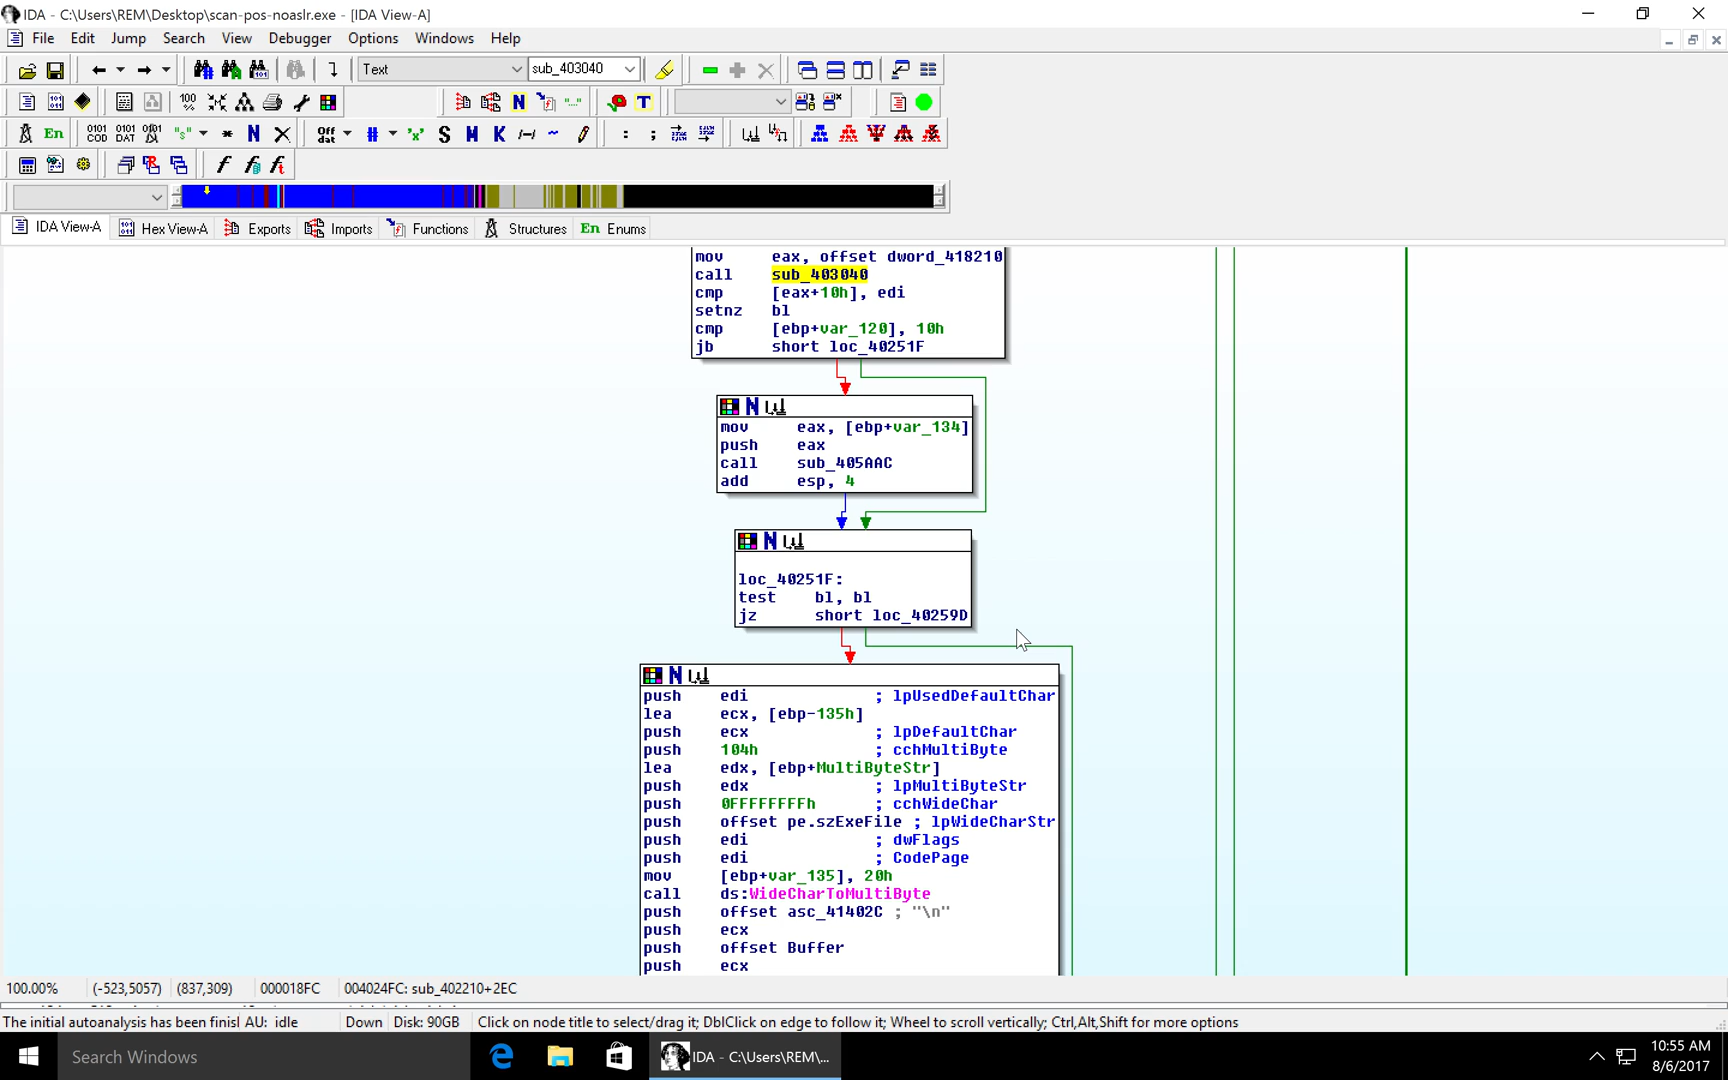 IDA - C:\Users\REM\Desktop\scan-pos-noaslr.exe - [IDA View-A]
File Edit Jump Search View Debugger Options Windows Help
Text sub_403040
IDA View-A Hex View-A Exports Imports Functions Structures En Enums
mov eax, offset dword_418210
call sub_403040
cmp [eax+10h], edi
setnz bl
cmp [ebp+var_120], 10h
jb short loc_40251F
mov eax, [ebp+var_134]
push eax
call sub_405AAC
add esp, 4
loc_40251F:
test bl, bl
jz short loc_40259D
push edi ; lpUsedDefaultChar
lea ecx, [ebp-135h]
push ecx ; lpDefaultChar
push 104h ; cchMultiByte
lea edx, [ebp+MultiByteStr]
push edx ; lpMultiByteStr
push 0FFFFFFFFh ; cchWideChar
push offset pe.szExeFile ; lpWideCharStr
push edi ; dwFlags
push edi ; CodePage
mov [ebp+var_135], 20h
call ds:WideCharToMultiByte
push offset asc_41402C ; "\n"
push ecx
push offset Buffer
push ecx
100.00% (-523,5057) (837,309) 000018FC 004024FC: sub_402210+2EC
The initial autoanalysis has been finisl AU: idle Down Disk: 90GB Click on node title to select/drag it; DblClick on edge to follow it; Wheel to scroll vertically; Ctrl,Alt,Shift for more options
Search Windows
IDA - C:\Users\REM\...
10:55 AM
8/6/2017